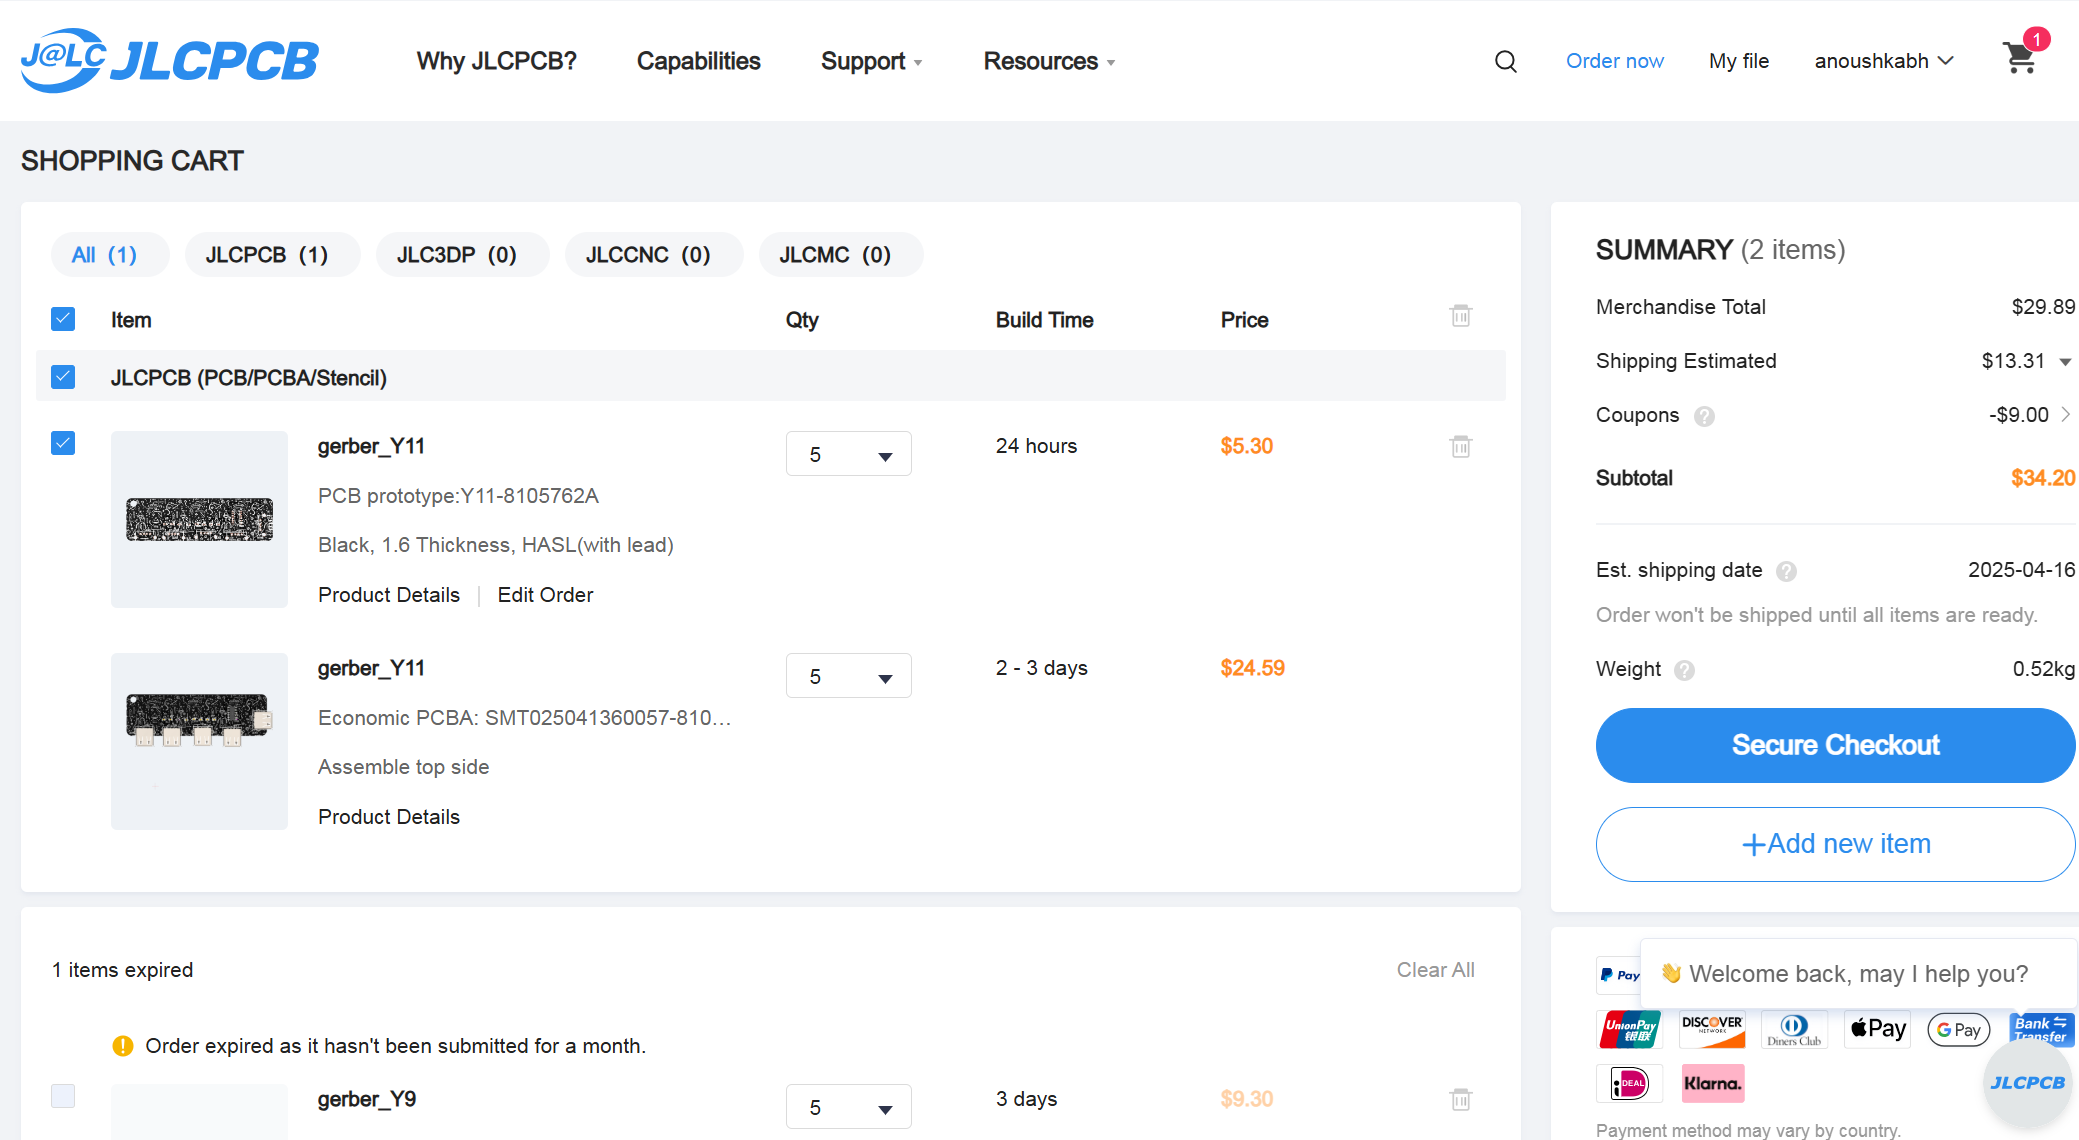 J@LC JLCPCB
Why JLCPCB? Capabilities Support Resources
Order now My file anoushkabh 1
SHOPPING CART
All (1) JLCPCB (1) JLC3DP (0) JLCCNC (0) JLCMC (0)
Item Qty Build Time Price
JLCPCB (PCB/PCBA/Stencil)
gerber_Y11 5 24 hours $5.30
PCB prototype:Y11-8105762A
Black, 1.6 Thickness, HASL(with lead)
Product Details Edit Order
gerber_Y11 5 2 - 3 days $24.59
Economic PCBA: SMT025041360057-810...
Assemble top side
Product Details
1 items expired Clear All
Order expired as it hasn't been submitted for a month.
gerber_Y9 5 3 days $9.30
SUMMARY (2 items)
Merchandise Total $29.89
Shipping Estimated $13.31
Coupons ? -$9.00
Subtotal $34.20
Est. shipping date ? 2025-04-16
Order won't be shipped until all items are ready.
Weight ? 0.52kg
Secure Checkout
+Add new item
Pay
👋 Welcome back, may I help you?
UnionPay 银联 DISCOVER NETWORK Diners Club Pay G Pay Bank Transfer
iDEAL Klarna.
JLCPCB
Payment method may vary by country.